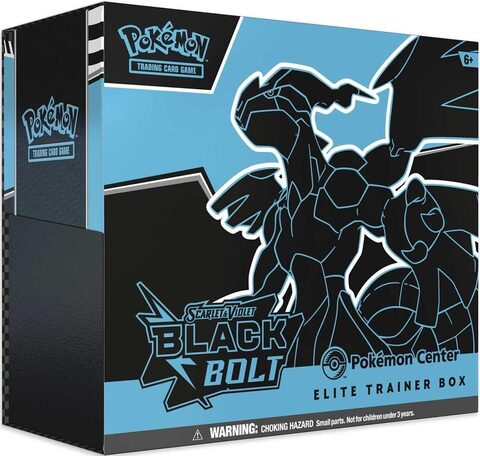 POKéMON
TRADING CARD GAME
6+
POKéMON
TRADING CARD GAME
SCARLET & VIOLET
BLACK
BOLT
Pokémon Center
ELITE TRAINER BOX
WARNING: CHOKING HAZARD Small parts. Not for children under 3 years.